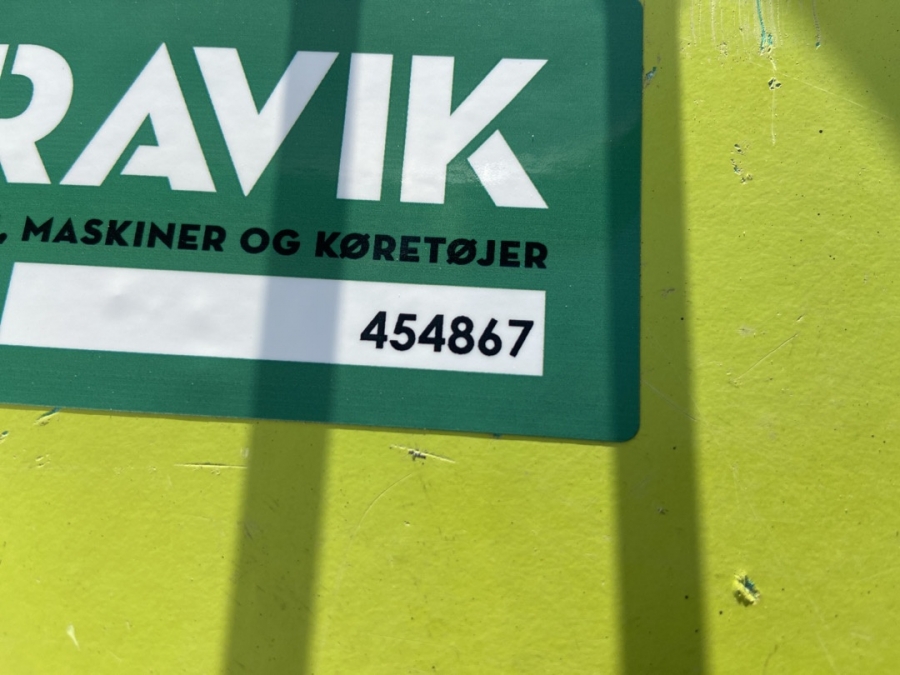 RAVIK
, MASKINER OG KØRETØJER
454867